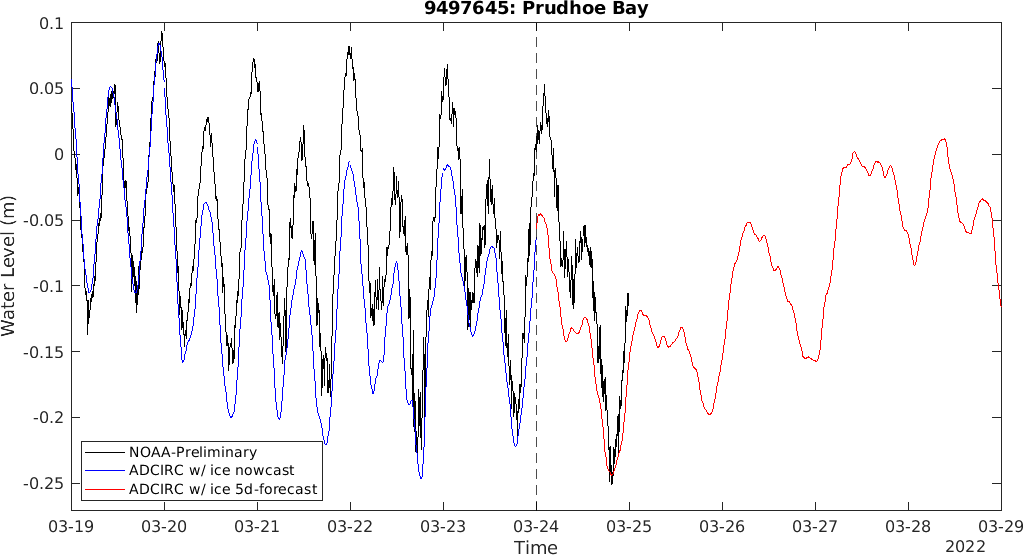 9497645: Prudhoe Bay
0.1
0.05
0
-0.05
-0.1
-0.15
-0.2
-0.25
Water Level (m)
NOAA-Preliminary
ADCIRC w/ ice nowcast
ADCIRC w/ ice 5d-forecast
03-19 03-20 03-21 03-22 03-23 03-24 03-25 03-26 03-27 03-28 03-29
Time
2022